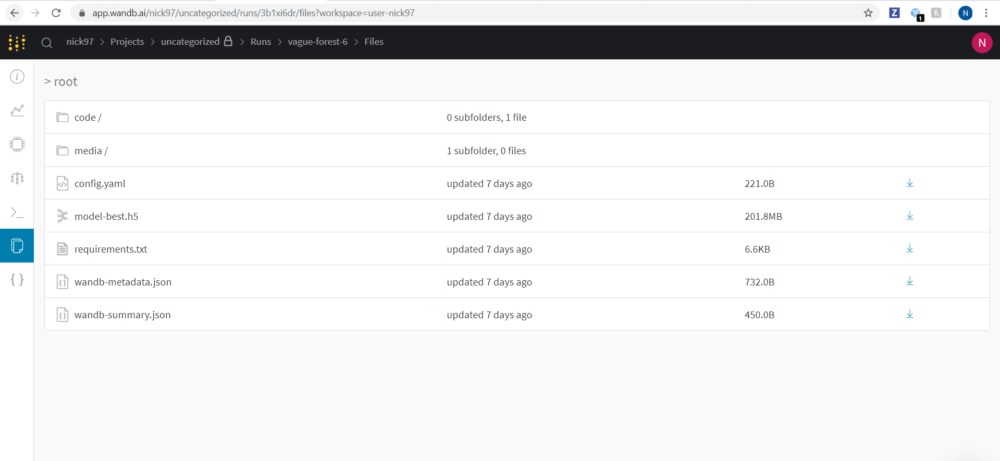 app.wandb.ai/nick97/uncategorized/runs/3b1xi6dr/files?workspace=user-nick97
Z
1
N
nick97 > Projects > uncategorized > Runs > vague-forest-6 > Files
N
> root
code / 0 subfolders, 1 file
media / 1 subfolder, 0 files
config.yaml updated 7 days ago 221.0B
model-best.h5 updated 7 days ago 201.8MB
requirements.txt updated 7 days ago 6.6KB
wandb-metadata.json updated 7 days ago 732.0B
wandb-summary.json updated 7 days ago 450.0B